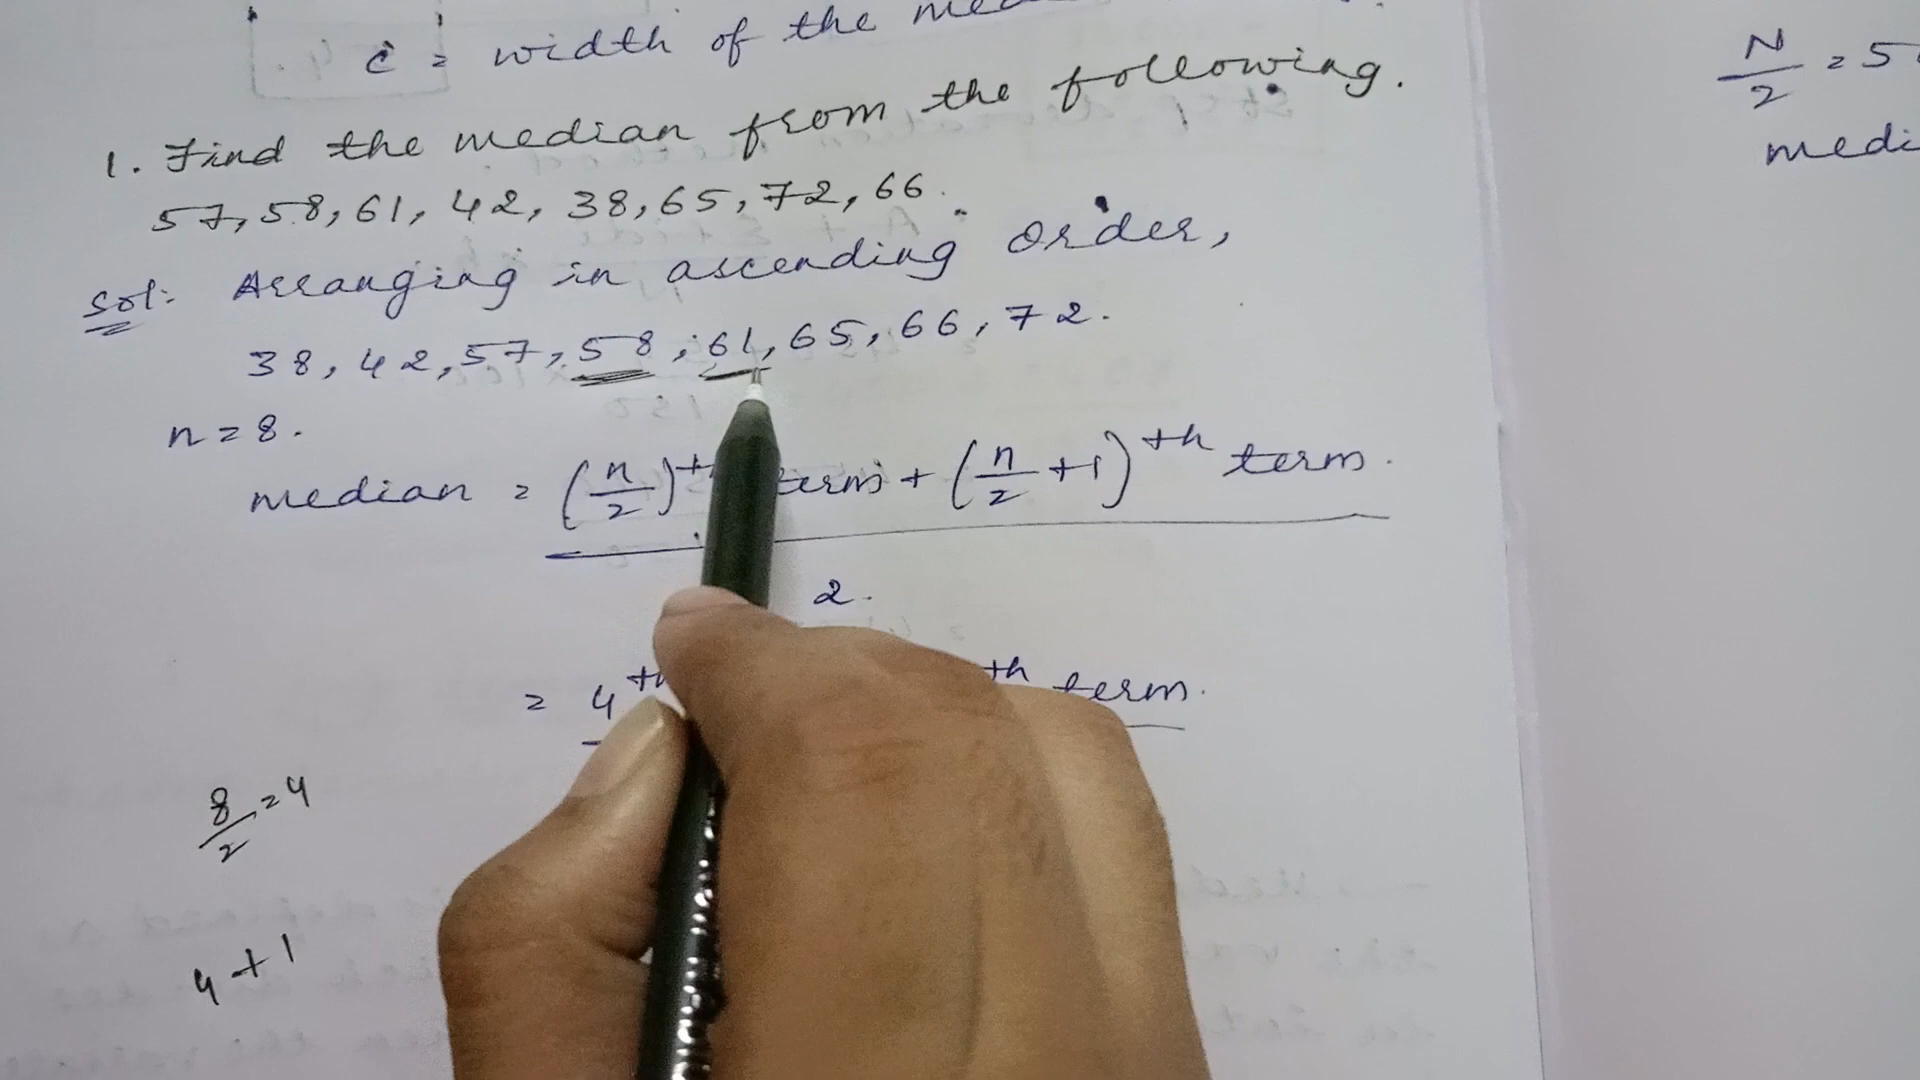 c = width of the
1. Find the median from the following.
57, 58, 61, 42, 38, 65, 72, 66.
Sol: Arranging in ascending order,
38, 42, 57, 58, 61, 65, 66, 72.
n = 8.
median = (n/2) term + (n/2 + 1)th term.
2.
= 4th th term.
8/2 = 4
4 + 1
N/2 = 5